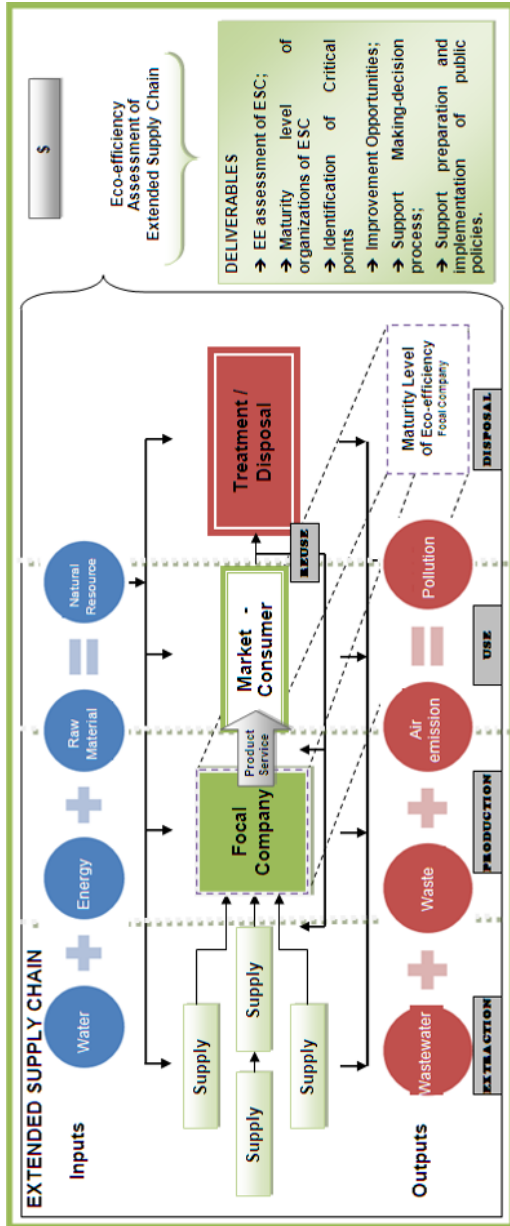 EXTENDED SUPPLY CHAIN
Inputs
Water
Energy
Raw
Material
Natural
Resource
Supply
Supply
Supply
Supply
Focal
Company
Product
Service
Market -
Consumer
REUSE
Treatment /
Disposal
Outputs
Wastewater
Waste
Air
emission
Pollution
Maturity Level
of Eco-efficiency
Focal Company
EXTRACTION
PRODUCTION
USE
DISPOSAL
$
Eco-efficiency
Assessment of
Extended Supply Chain
DELIVERABLES
➔ EE assessment of ESC;
➔ Maturity level of
organizations of ESC
➔ Identification of Critical
points
➔ Improvement Opportunities;
➔ Support Making-decision
process;
➔ Support preparation and
implementation of public
policies.